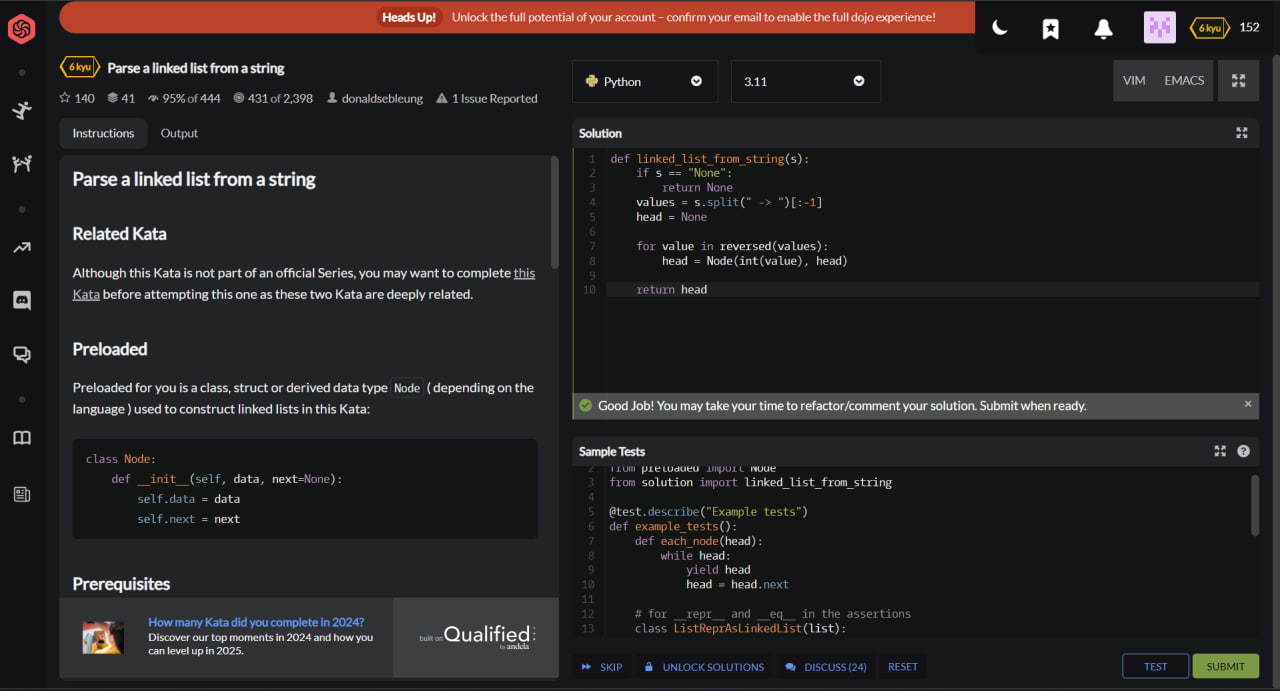 Heads Up! Unlock the full potential of your account – confirm your email to enable the full dojo experience!
6 kyu 152
6 kyu Parse a linked list from a string
140 41 95% of 444 431 of 2,398 donaldsebleung 1 Issue Reported
Instructions Output
Parse a linked list from a string
Related Kata
Although this Kata is not part of an official Series, you may want to complete this
Kata before attempting this one as these two Kata are deeply related.
Preloaded
Preloaded for you is a class, struct or derived data type Node ( depending on the
language ) used to construct linked lists in this Kata:
class Node:
    def __init__(self, data, next=None):
        self.data = data
        self.next = next
Prerequisites
How many Kata did you complete in 2024?
Discover our top moments in 2024 and how you
can level up in 2025.
built on Qualified
by andela
Python 3.11 VIM EMACS
Solution
1 def linked_list_from_string(s):
2     if s == "None":
3         return None
4     values = s.split(" -> ")[:-1]
5     head = None
6
7     for value in reversed(values):
8         head = Node(int(value), head)
9
10     return head
Good Job! You may take your time to refactor/comment your solution. Submit when ready.
Sample Tests
2 from preloaded import Node
3 from solution import linked_list_from_string
4
5 @test.describe("Example tests")
6 def example_tests():
7     def each_node(head):
8         while head:
9             yield head
10             head = head.next
11
12     # for __repr__ and __eq__ in the assertions
13     class ListReprAsLinkedList(list):
SKIP UNLOCK SOLUTIONS DISCUSS (24) RESET TEST SUBMIT